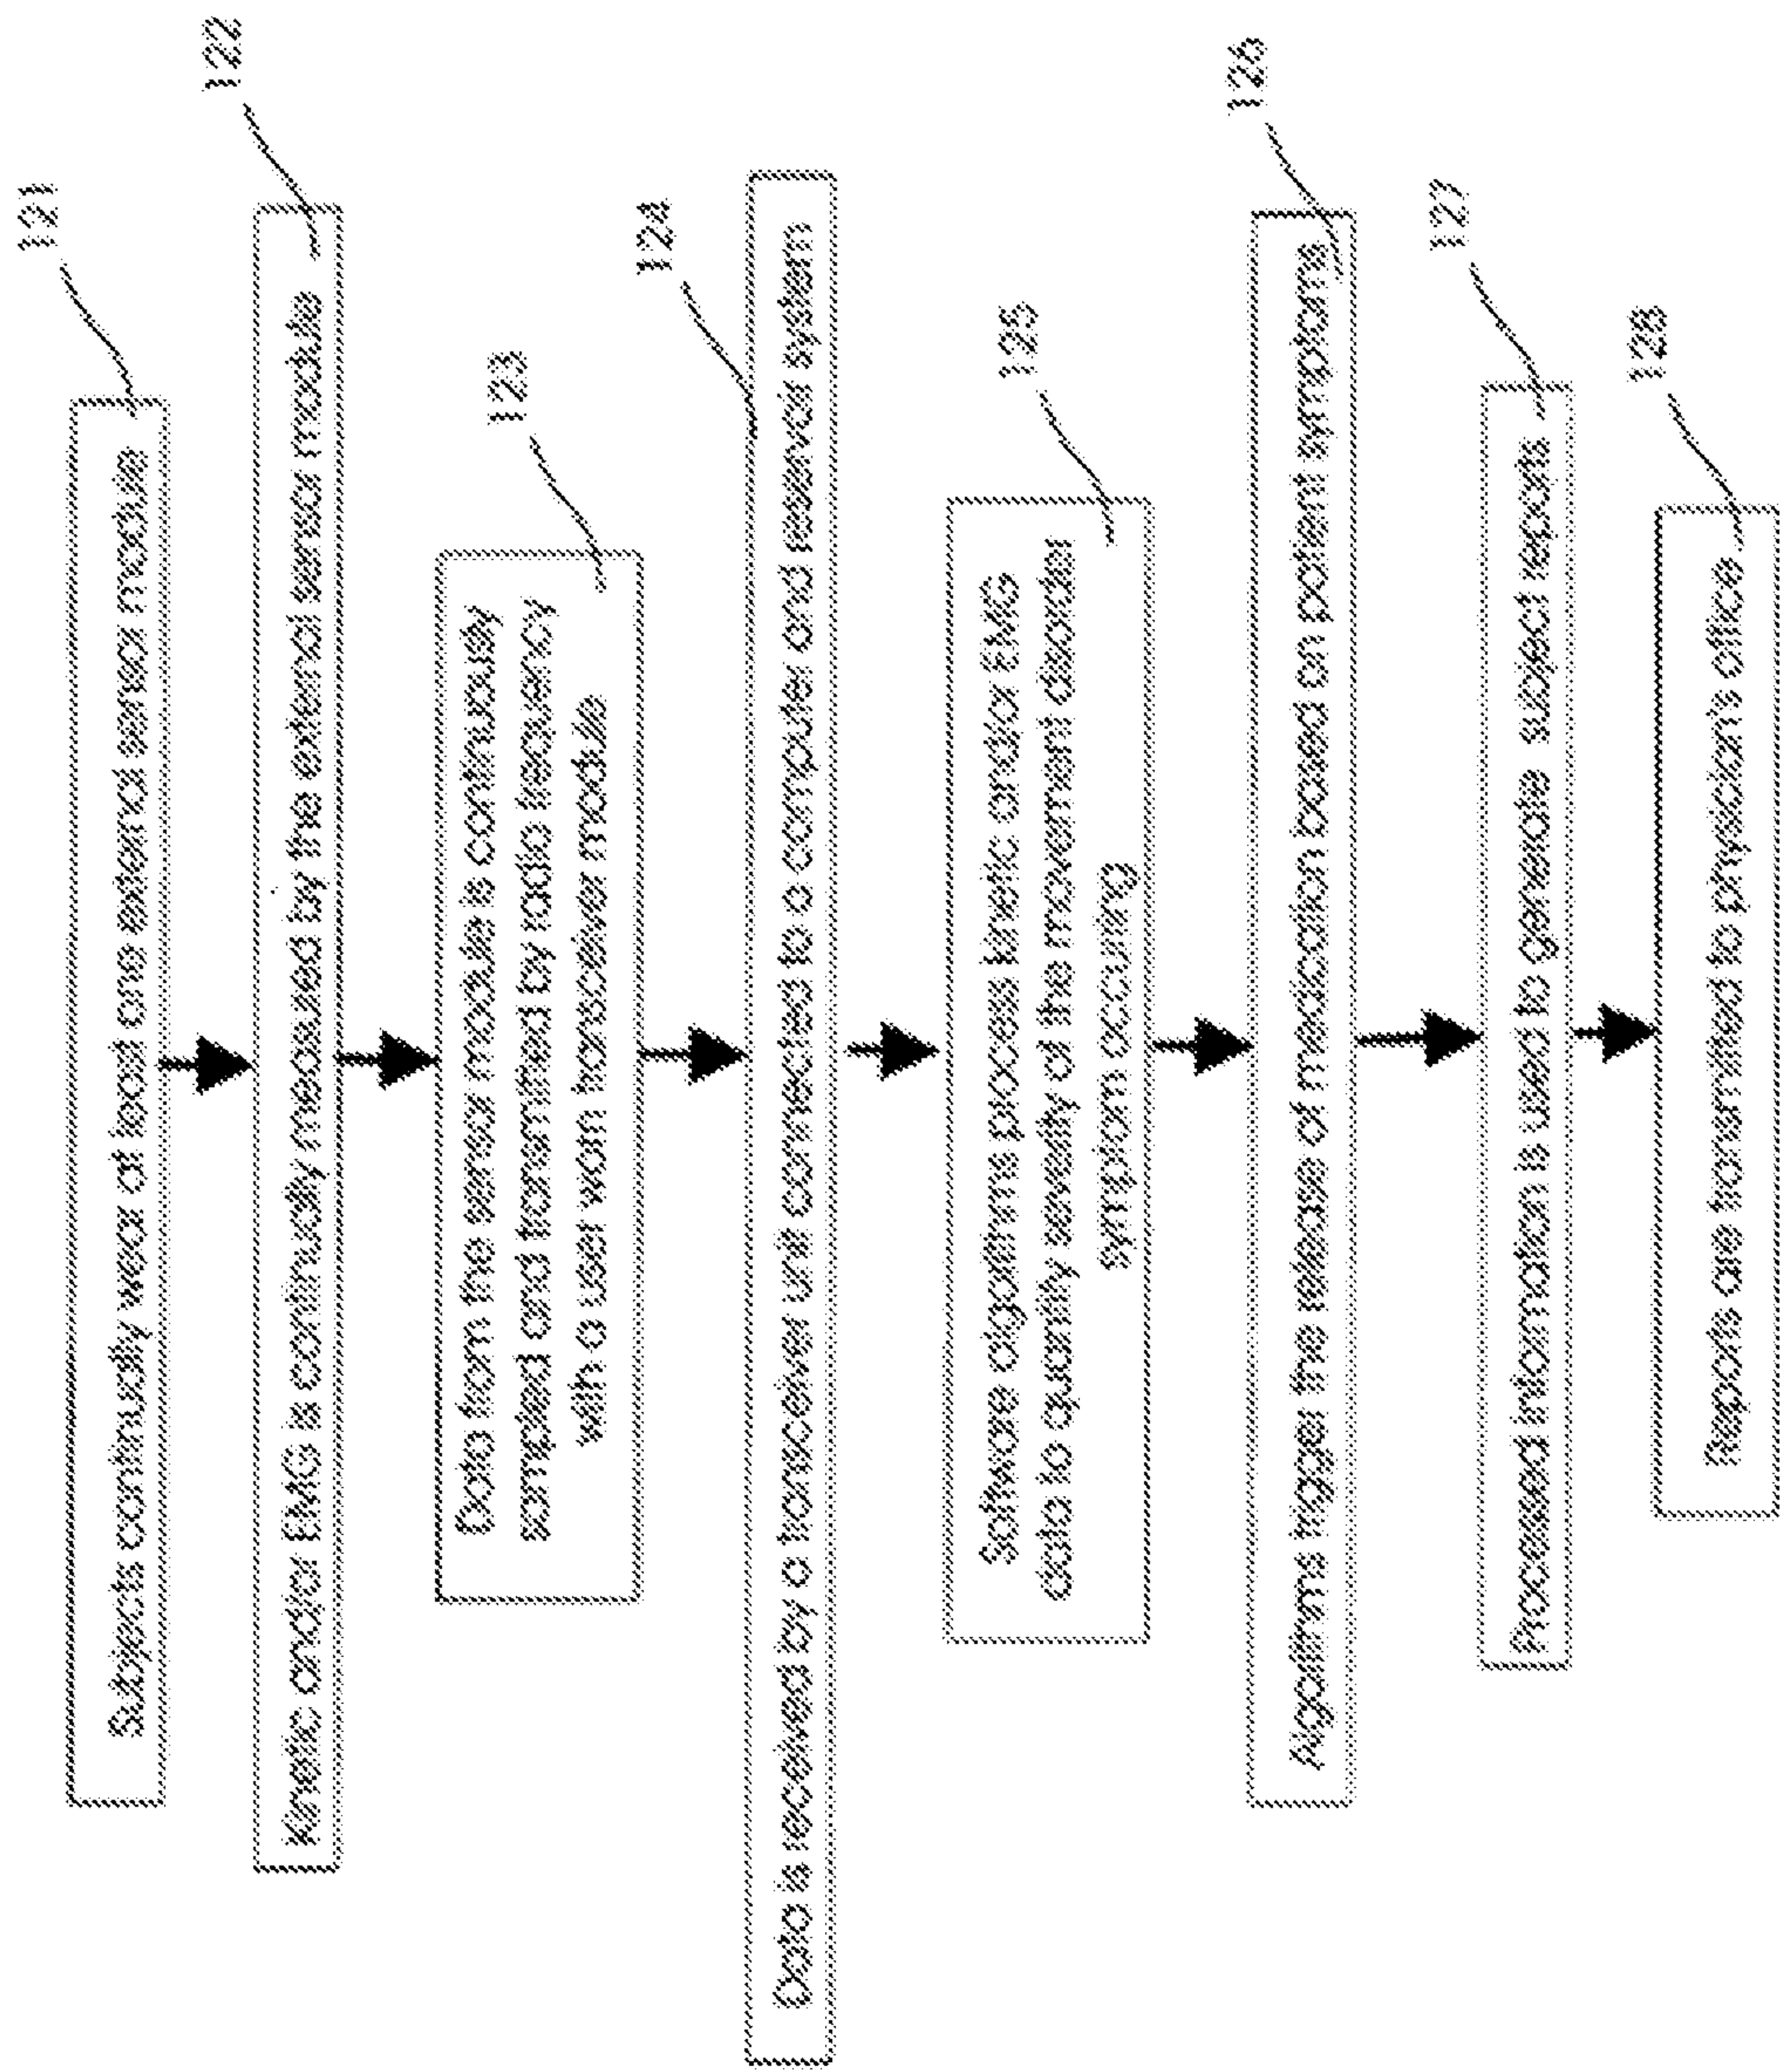 121
Subjects continually wear at least one external sensor module
122
Kinetic and/or EMG is continually measured by the external sensor module
123
Data from the sensor module is continuously
sampled and transmitted by radio frequency
with a user worn transceiver module
124
Data is received by a transceiver unit connected to a computer and reservoir system
125
Software algorithms process kinetic and/or EMG
data to quantify severity of the movement disorder
symptom occuring
126
Algorithms trigger the release of medication based on patient symptoms
127
Processed information is used to generate subject reports
128
Reports are transmitted to physician's office